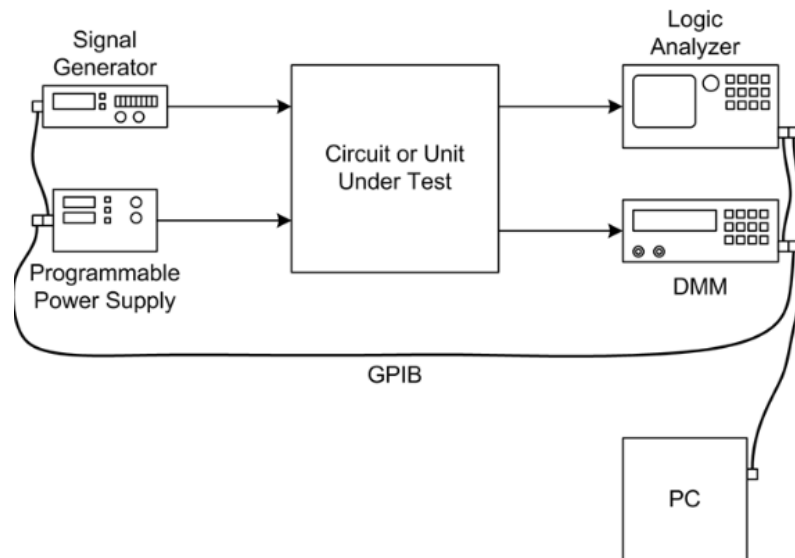 Signal
Generator
Logic
Analyzer
Circuit or Unit
Under Test
Programmable
Power Supply
DMM
GPIB
PC